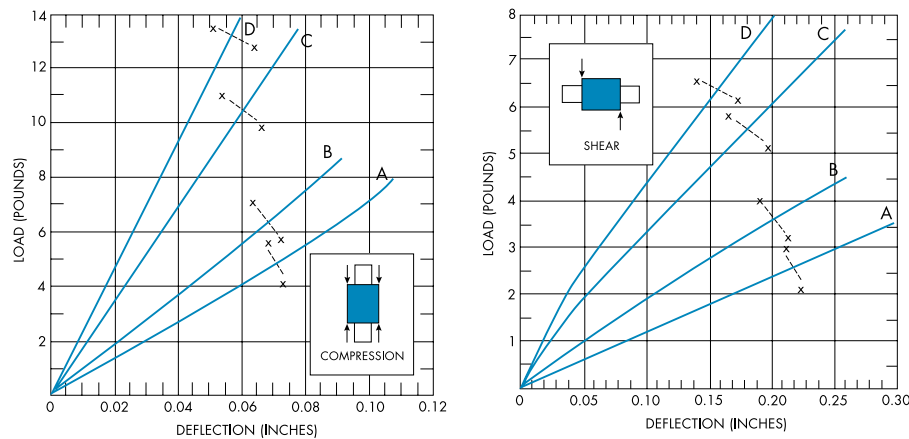 14
12
10
8
6
4
2
0
0.02
0.04
0.06
0.08
0.10
0.12
LOAD (POUNDS)
DEFLECTION (INCHES)
D
C
B
A
x
x
x
x
x
x
x
x
COMPRESSION
8
7
6
5
4
3
2
1
0
0
0.05
0.10
0.15
0.20
0.25
0.30
LOAD (POUNDS)
DEFLECTION (INCHES)
D
C
B
A
x
x
x
x
x
x
x
x
SHEAR